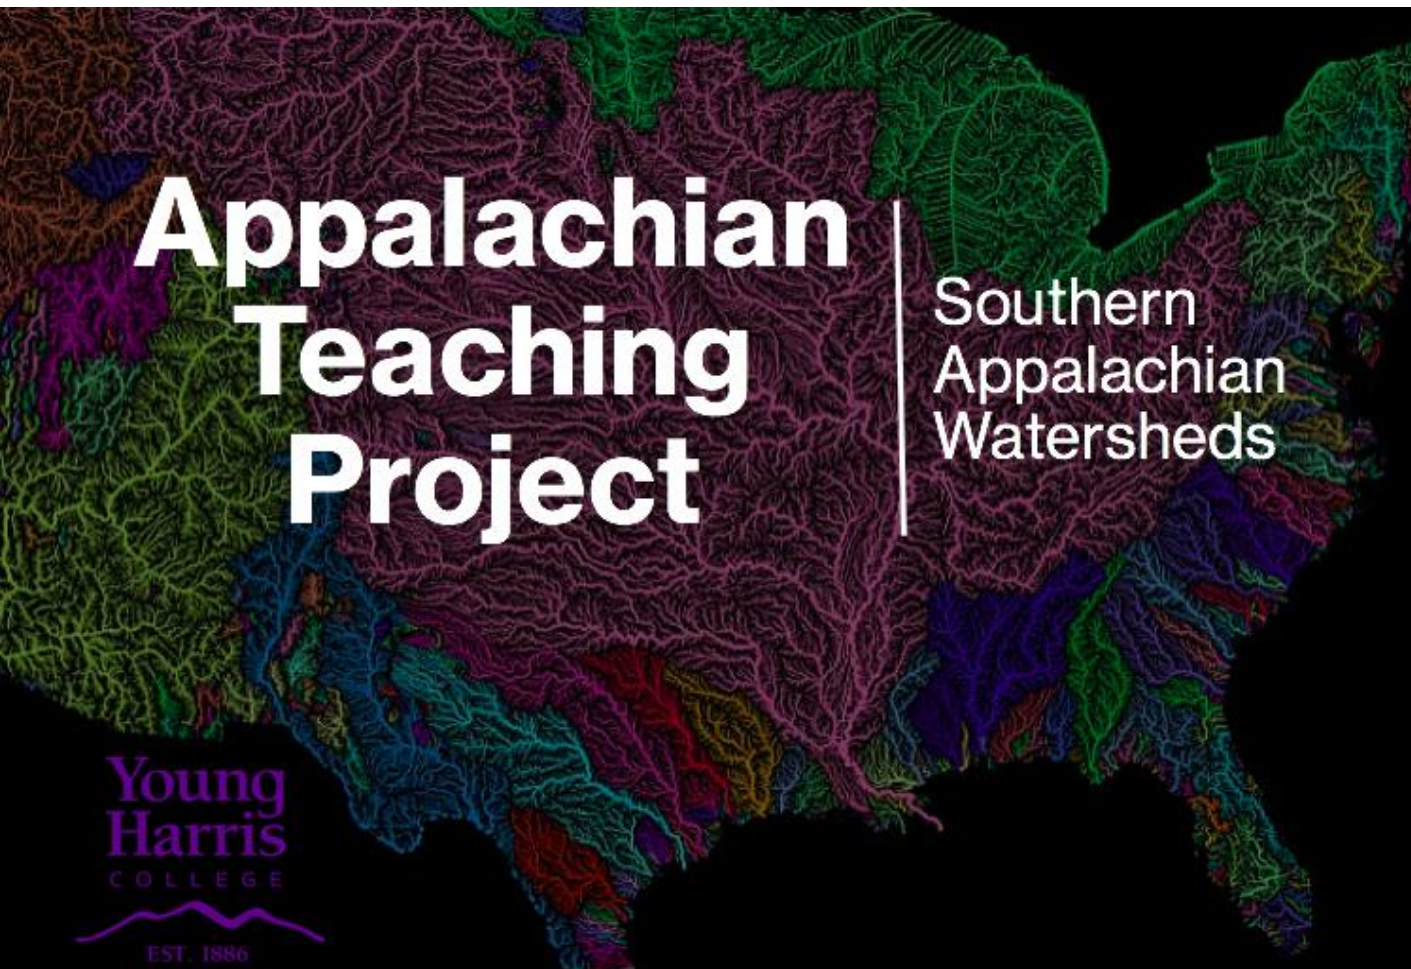 Appalachian
Teaching
Project
Southern
Appalachian
Watersheds
Young
Harris
COLLEGE
EST. 1886